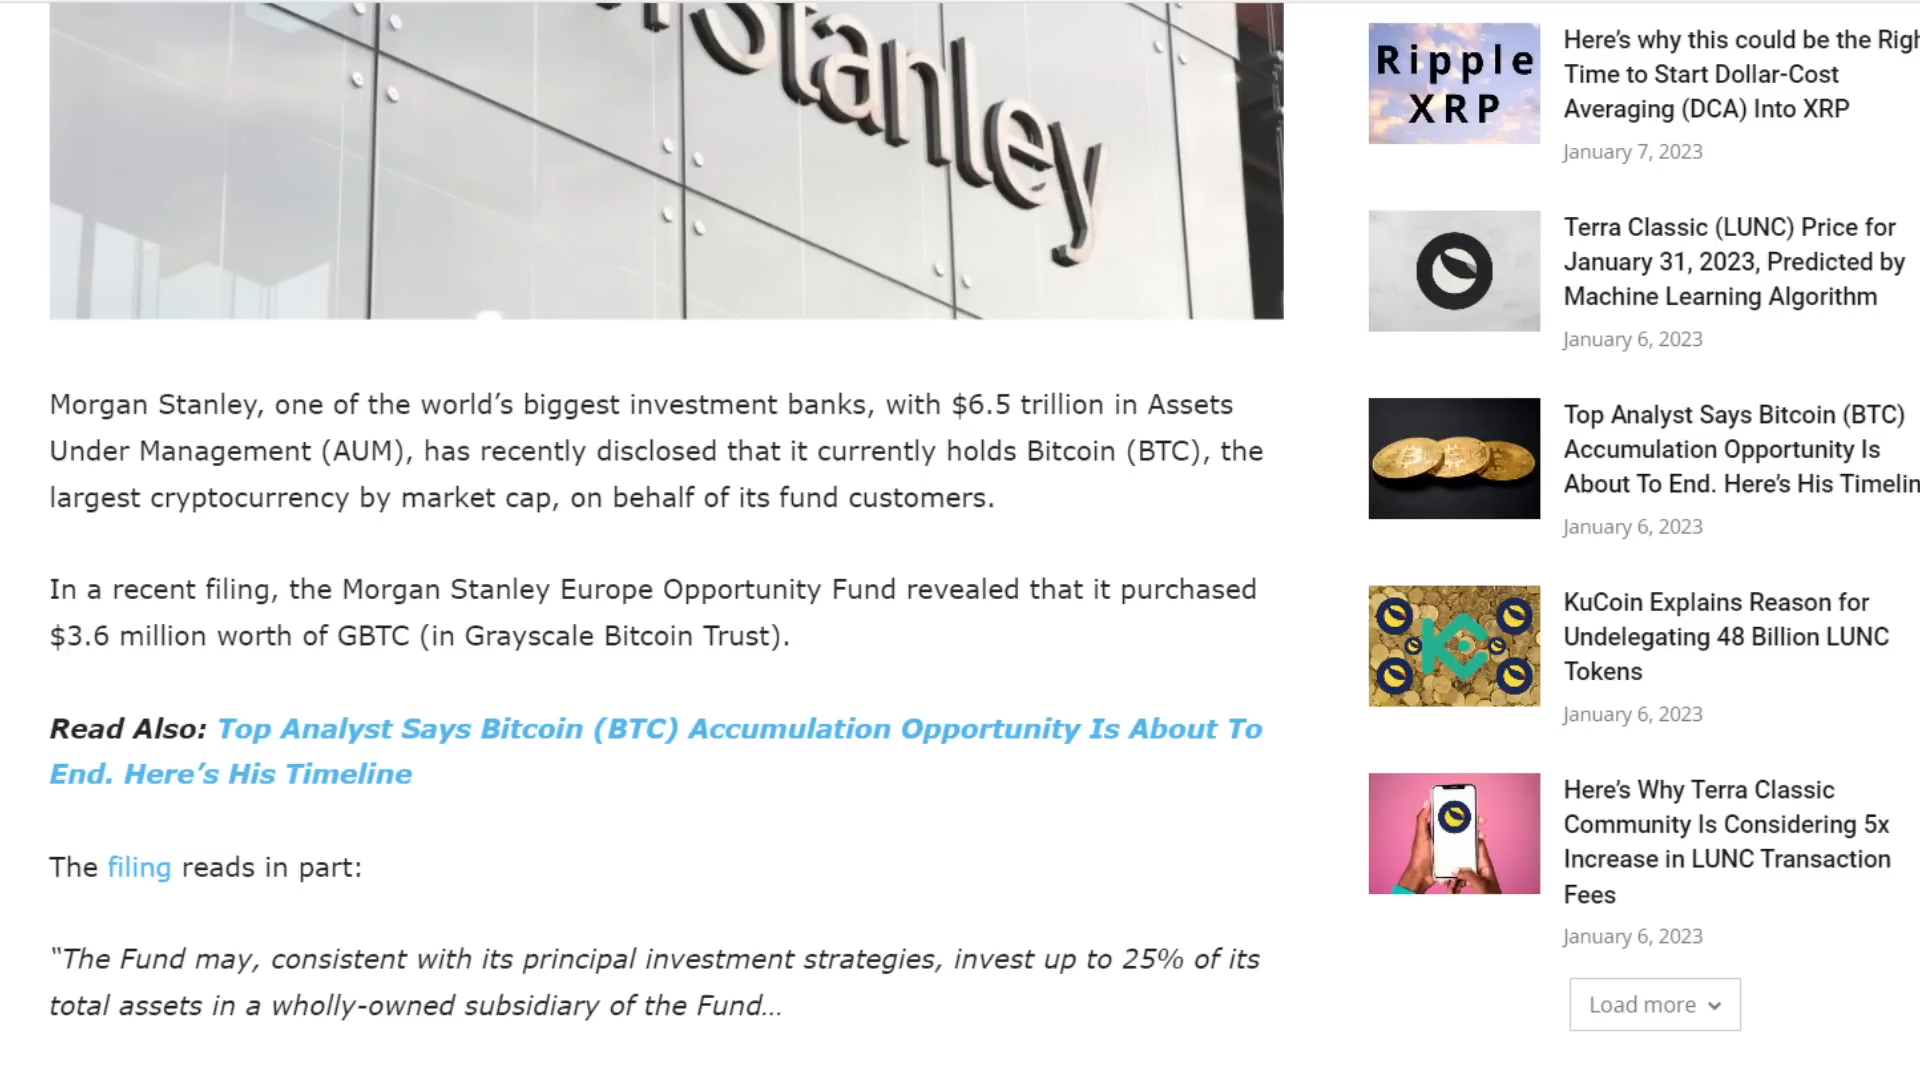 Stanley
Morgan Stanley, one of the world’s biggest investment banks, with $6.5 trillion in Assets
Under Management (AUM), has recently disclosed that it currently holds Bitcoin (BTC), the
largest cryptocurrency by market cap, on behalf of its fund customers.
In a recent filing, the Morgan Stanley Europe Opportunity Fund revealed that it purchased
$3.6 million worth of GBTC (in Grayscale Bitcoin Trust).
Read Also: Top Analyst Says Bitcoin (BTC) Accumulation Opportunity Is About To
End. Here’s His Timeline
The filing reads in part:
“The Fund may, consistent with its principal investment strategies, invest up to 25% of its
total assets in a wholly-owned subsidiary of the Fund…
Ripple
XRP
Here’s why this could be the Righ
Time to Start Dollar-Cost
Averaging (DCA) Into XRP
January 7, 2023
Terra Classic (LUNC) Price for
January 31, 2023, Predicted by
Machine Learning Algorithm
January 6, 2023
Top Analyst Says Bitcoin (BTC)
Accumulation Opportunity Is
About To End. Here’s His Timelin
January 6, 2023
KuCoin Explains Reason for
Undelegating 48 Billion LUNC
Tokens
January 6, 2023
Here’s Why Terra Classic
Community Is Considering 5x
Increase in LUNC Transaction
Fees
January 6, 2023
Load more